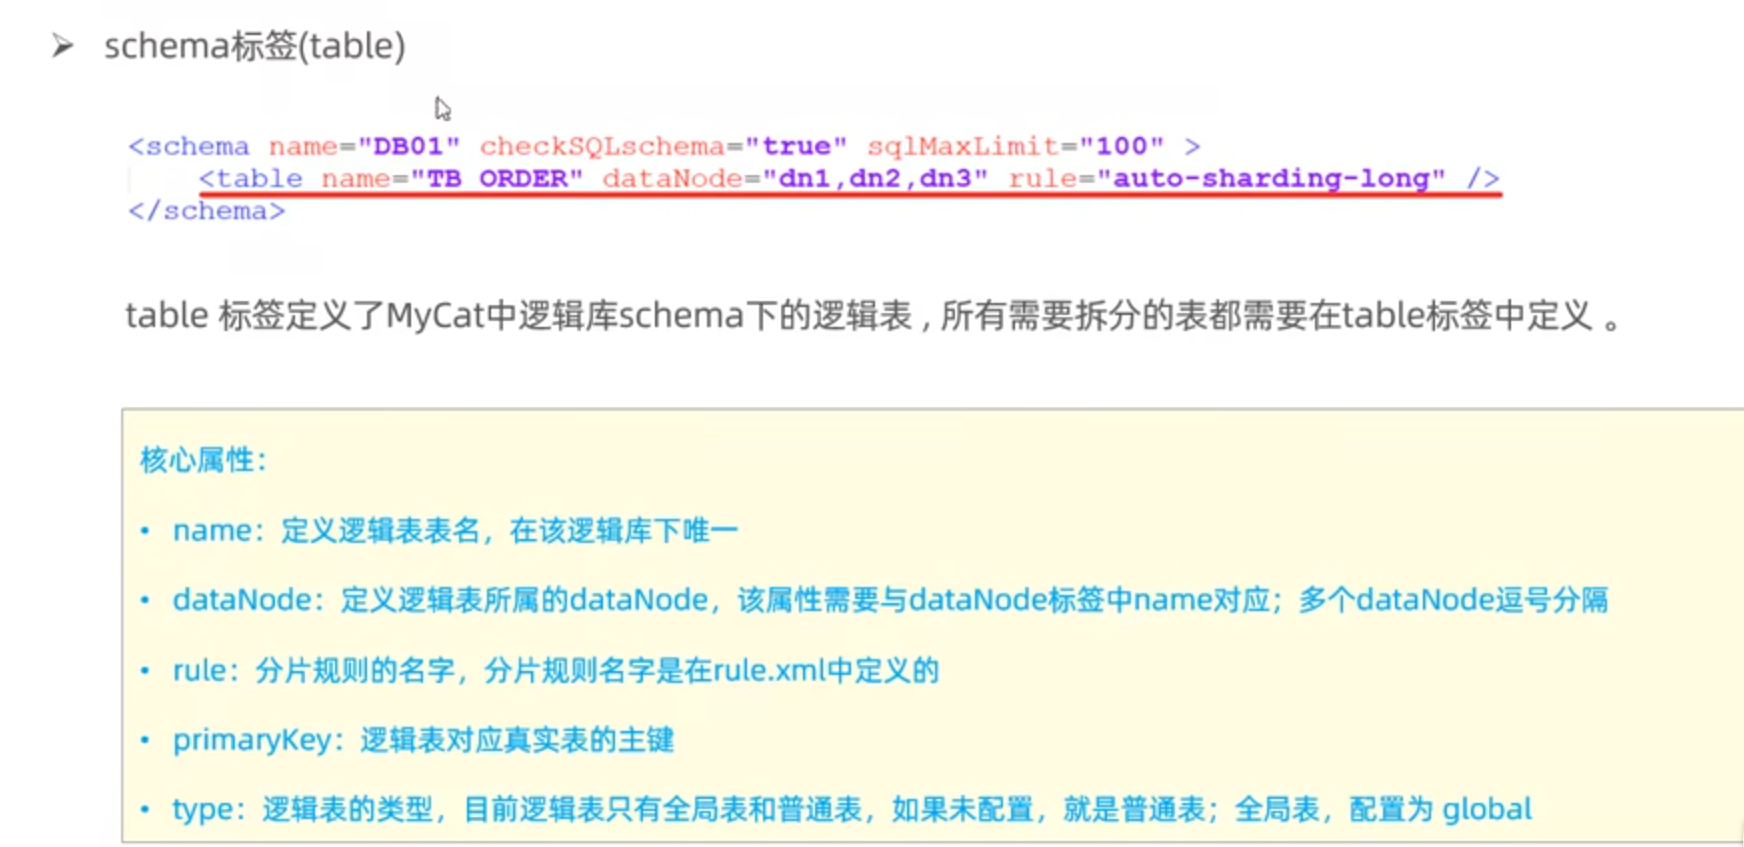 schema标签(table)
<schema name="DB01" checkSQLschema="true" sqlMaxLimit="100" >
<table name="TB ORDER" dataNode="dn1,dn2,dn3" rule="auto-sharding-long" />
</schema>
table 标签定义了MyCat中逻辑库schema下的逻辑表 , 所有需要拆分的表都需要在table标签中定义 。
核心属性：
• name：定义逻辑表表名，在该逻辑库下唯一
• dataNode：定义逻辑表所属的dataNode，该属性需要与dataNode标签中name对应；多个dataNode逗号分隔
• rule：分片规则的名字，分片规则名字是在rule.xml中定义的
• primaryKey：逻辑表对应真实表的主键
• type：逻辑表的类型，目前逻辑表只有全局表和普通表，如果未配置，就是普通表；全局表，配置为 global